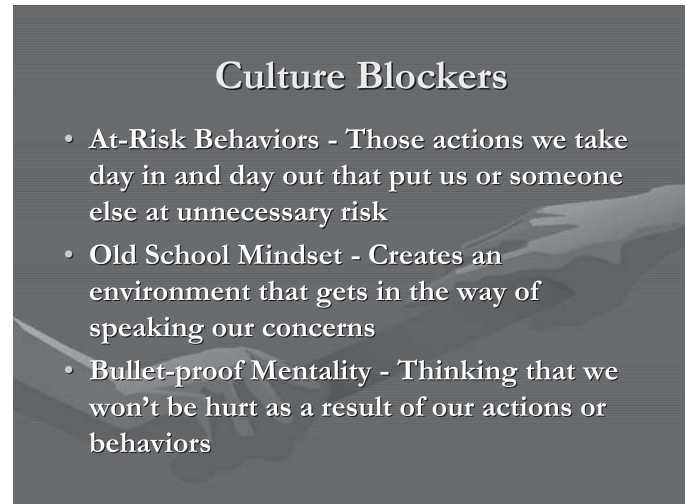 Culture Blockers
• At-Risk Behaviors - Those actions we take
day in and day out that put us or someone
else at unnecessary risk
• Old School Mindset - Creates an
environment that gets in the way of
speaking our concerns
• Bullet-proof Mentality - Thinking that we
won't be hurt as a result of our actions or
behaviors